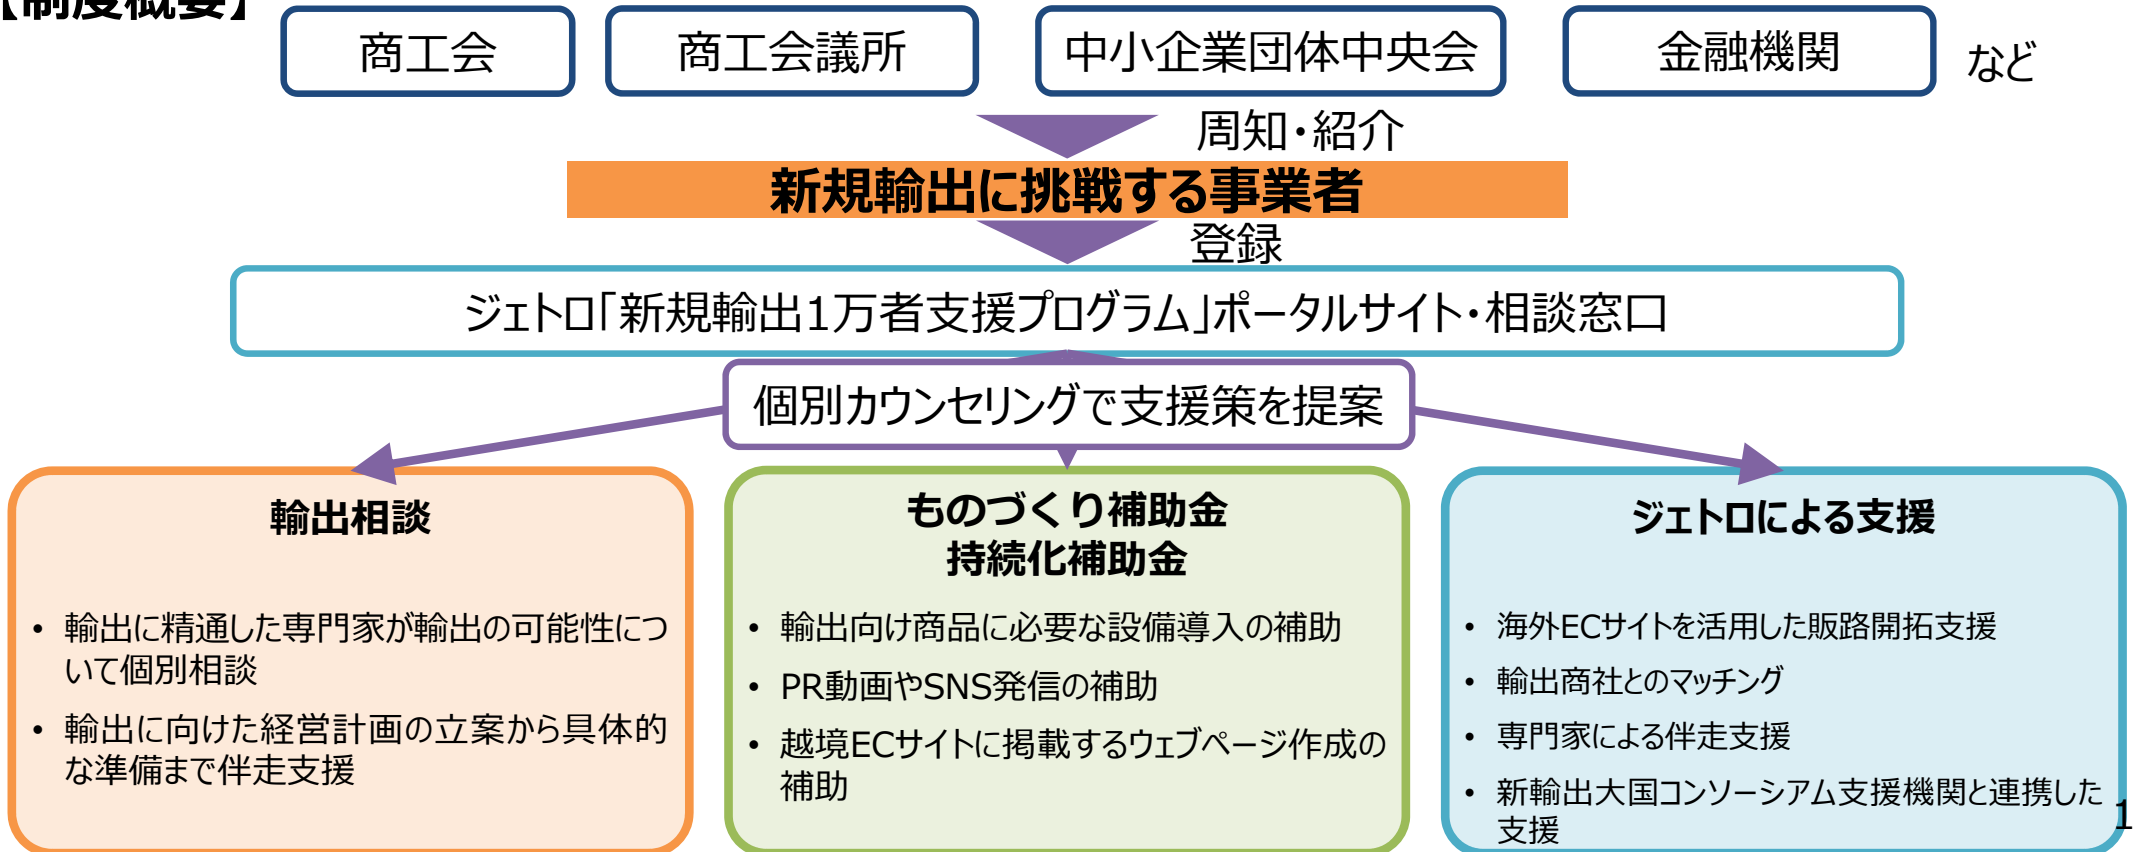 【制度概要】
商工会
商工会議所
中小企業団体中央会
金融機関
など
周知・紹介
新規輸出に挑戦する事業者
登録
ジェトロ「新規輸出1万者支援プログラム」ポータルサイト・相談窓口
個別カウンセリングで支援策を提案
輸出相談
• 輸出に精通した専門家が輸出の可能性につ
いて個別相談
• 輸出に向けた経営計画の立案から具体的
な準備まで伴走支援
ものづくり補助金
持続化補助金
• 輸出向け商品に必要な設備導入の補助
• PR動画やSNS発信の補助
• 越境ECサイトに掲載するウェブページ作成の
補助
ジェトロによる支援
• 海外ECサイトを活用した販路開拓支援
• 輸出商社とのマッチング
• 専門家による伴走支援
• 新輸出大国コンソーシアム支援機関と連携した
支援
1